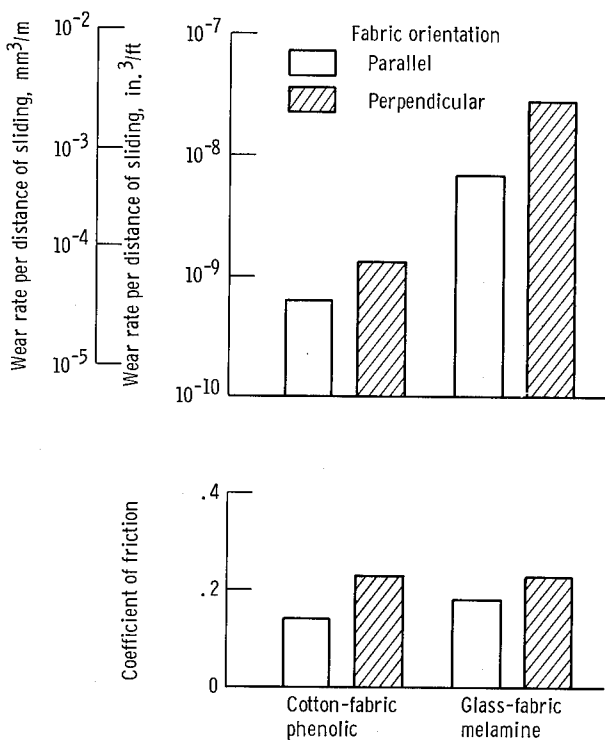 Wear rate per distance of sliding, mm³/m
10⁻²
10⁻³
10⁻⁴
10⁻⁵
Wear rate per distance of sliding, in.³/ft
10⁻⁷
10⁻⁸
10⁻⁹
10⁻¹⁰
Fabric orientation
Parallel
Perpendicular
Coefficient of friction
.4
.2
0
Cotton-fabric
phenolic
Glass-fabric
melamine